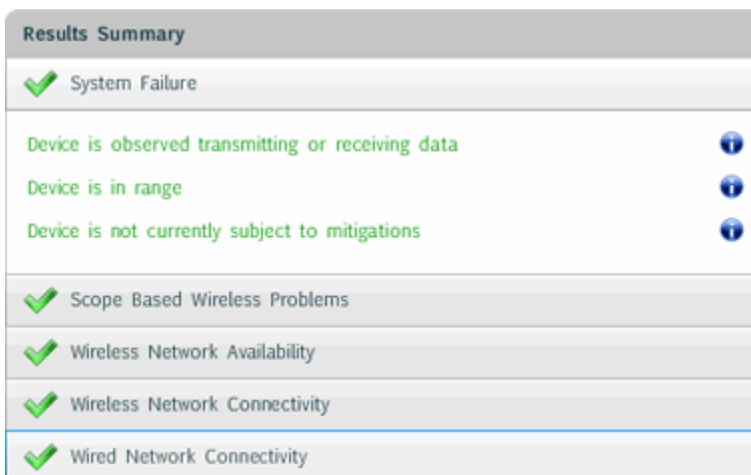 Results Summary
System Failure
Device is observed transmitting or receiving data
Device is in range
Device is not currently subject to mitigations
Scope Based Wireless Problems
Wireless Network Availability
Wireless Network Connectivity
Wired Network Connectivity